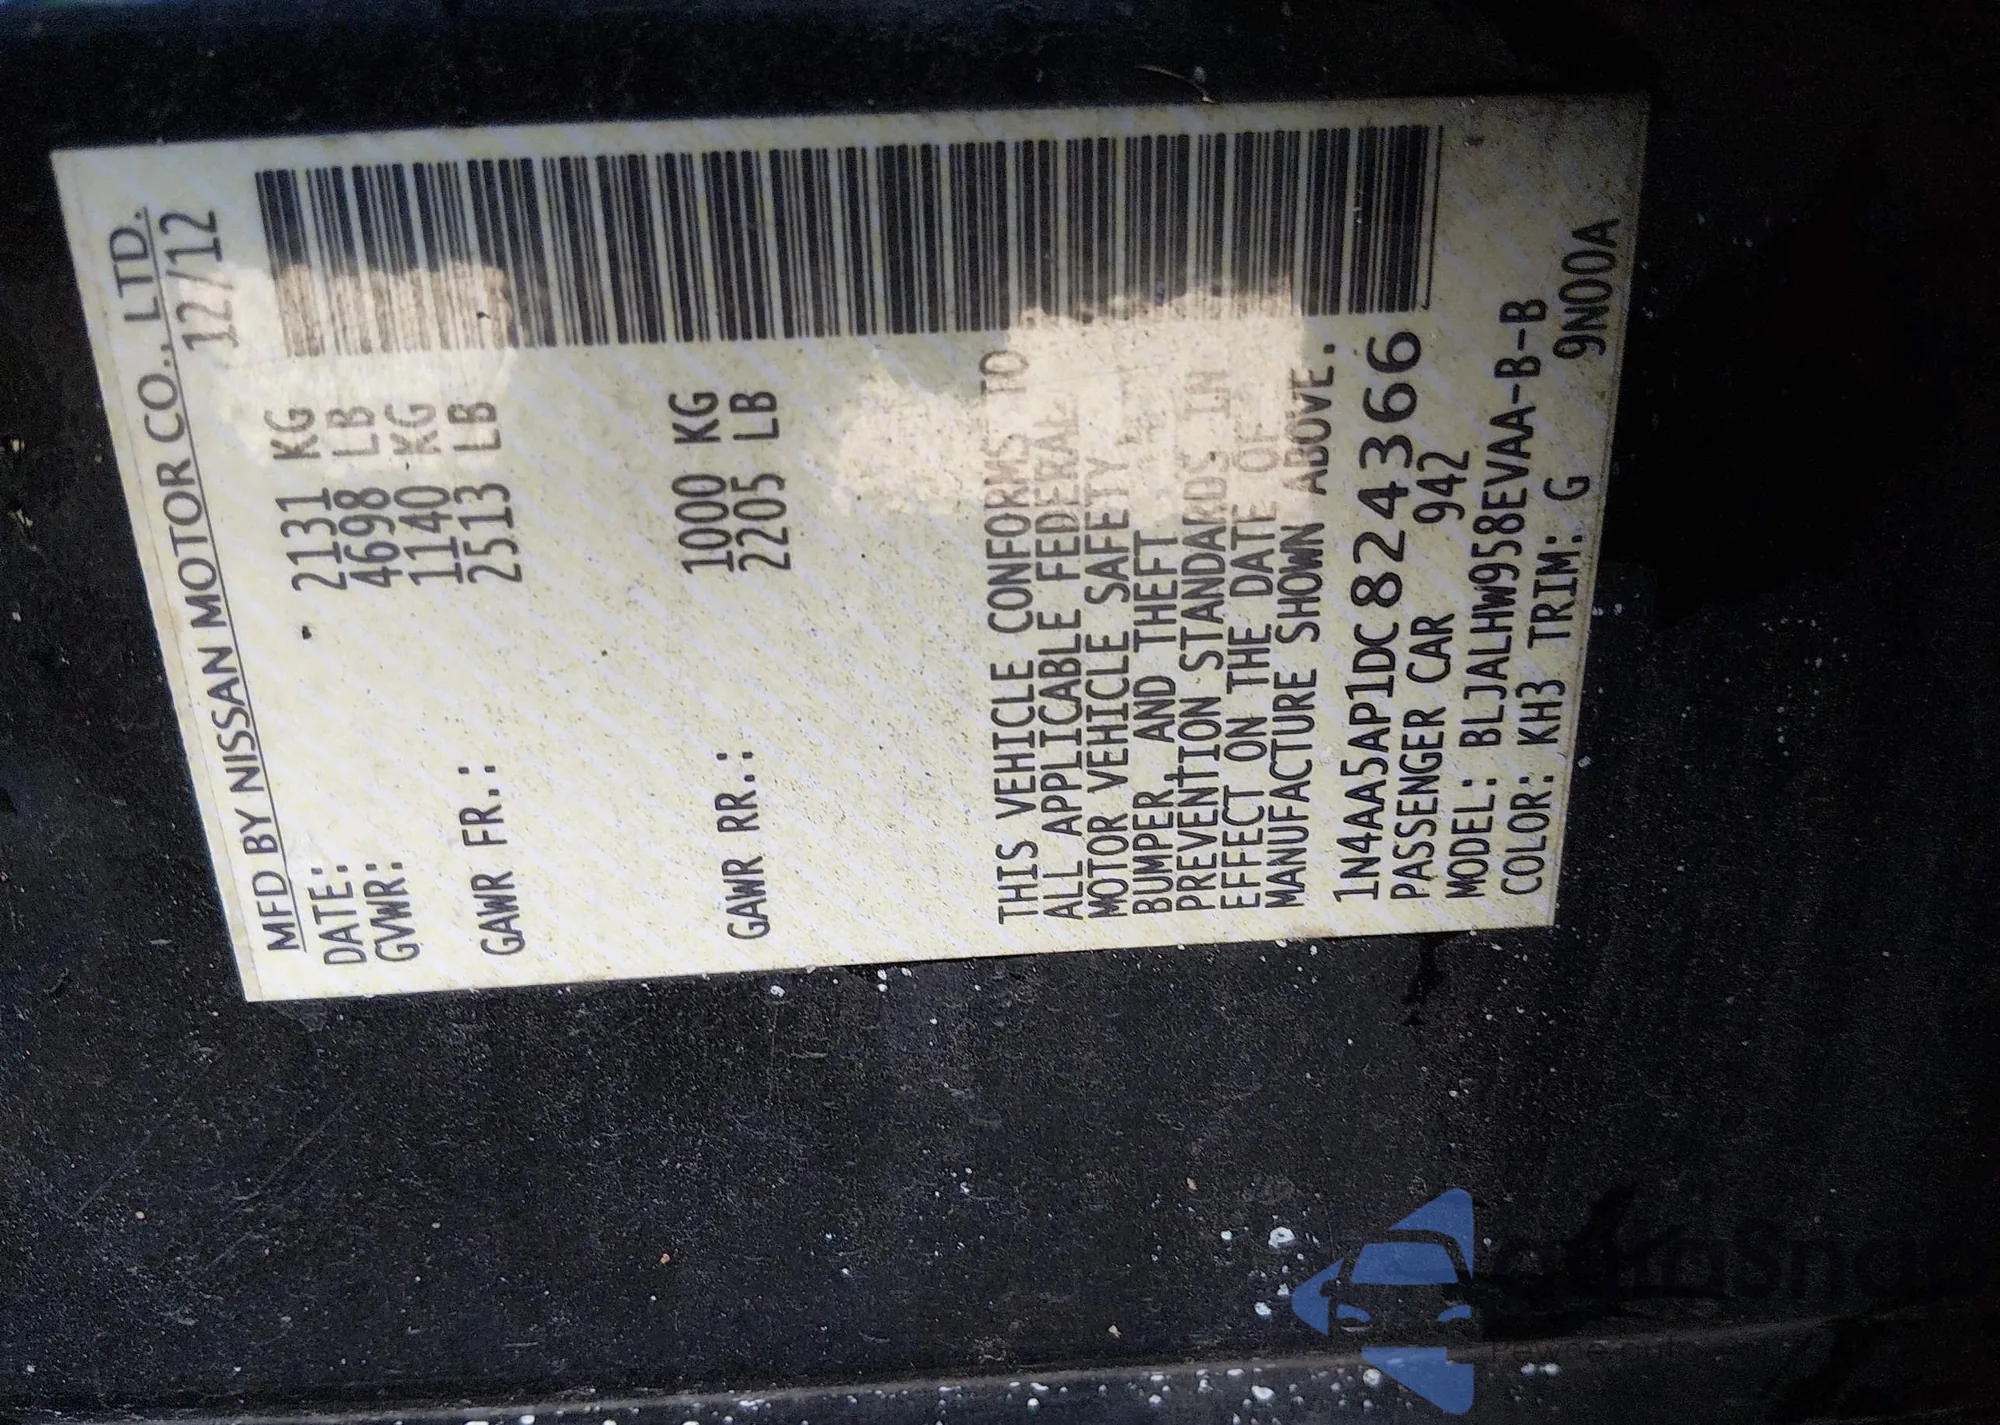 MFD BY NISSAN MOTOR CO., LTD.
DATE: 12/12
GVWR: 2131 KG
4698 LB
GAWR FR.: 1140 KG
2513 LB
GAWR RR.: 1000 KG
2205 LB
THIS VEHICLE CONFORMS TO
ALL APPLICABLE FEDERAL
MOTOR VEHICLE SAFETY
BUMPER, AND THEFT
PREVENTION STANDARDS IN
EFFECT ON THE DATE OF
MANUFACTURE SHOWN ABOVE.
1N4AA5AP1DC824366
PASSENGER CAR 942
MODEL: BLJALHW958EVAA-B-B
COLOR: KH3 TRIM: G 9N00A